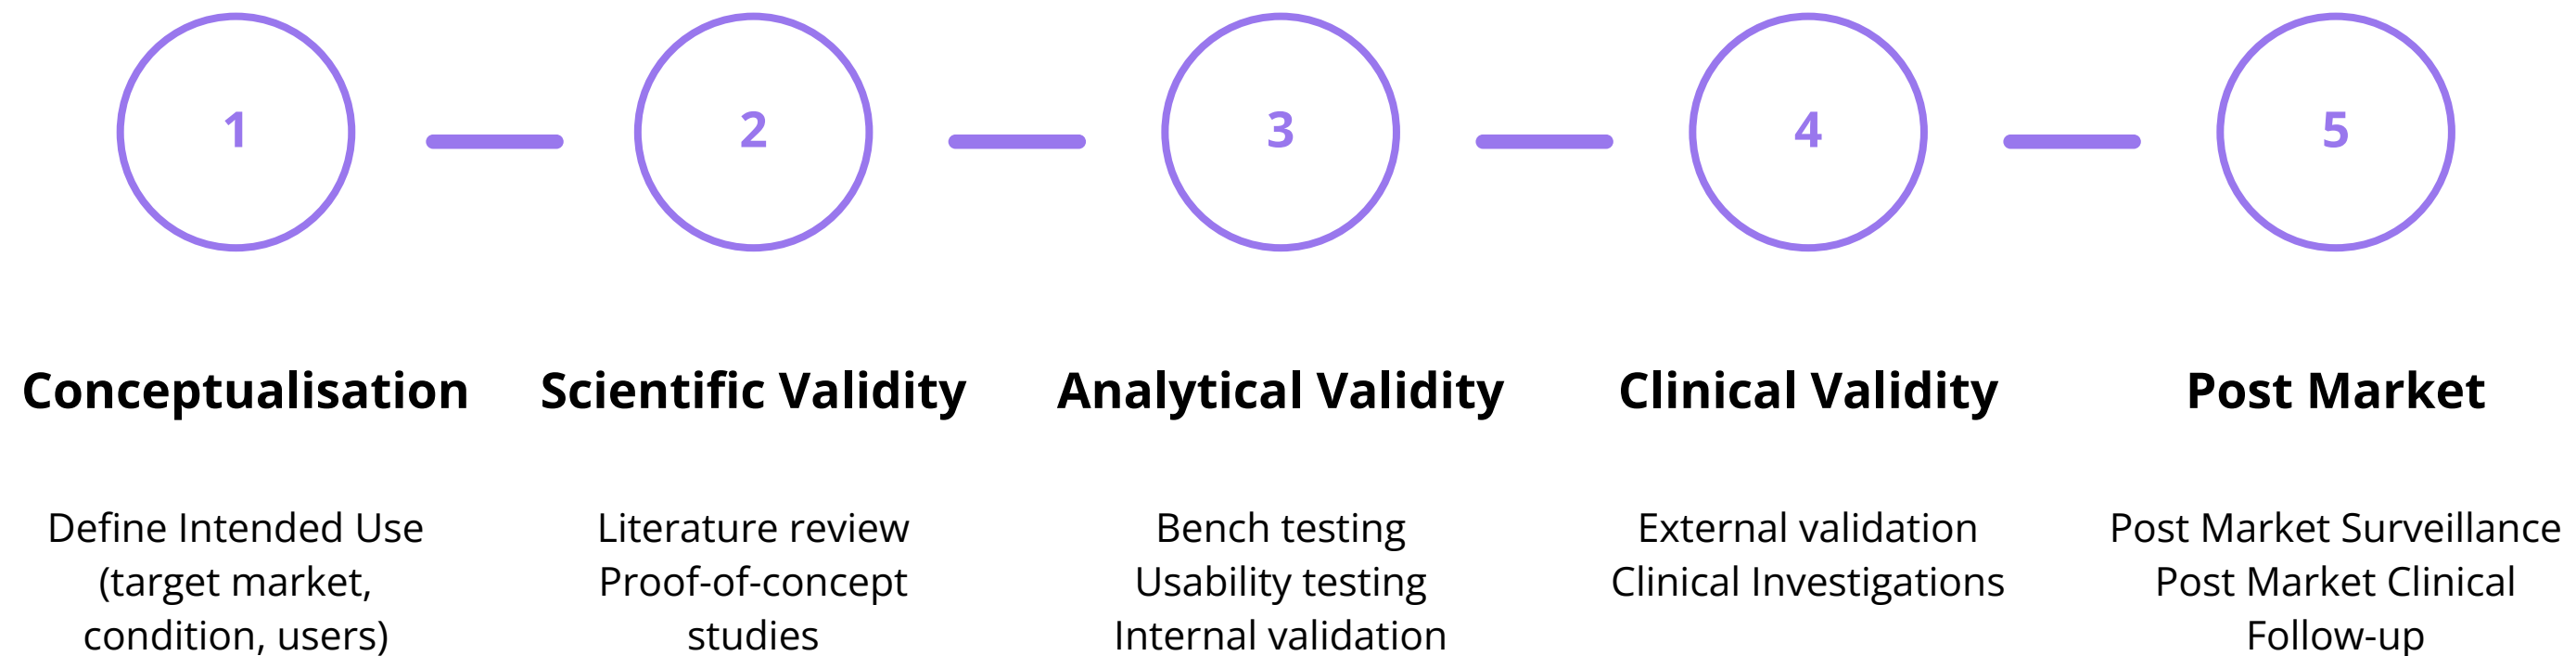 1
2
3
4
5
Conceptualisation
Scientific Validity
Analytical Validity
Clinical Validity
Post Market
Define Intended Use
(target market,
condition, users)
Literature review
Proof-of-concept
studies
Bench testing
Usability testing
Internal validation
External validation
Clinical Investigations
Post Market Surveillance
Post Market Clinical
Follow-up